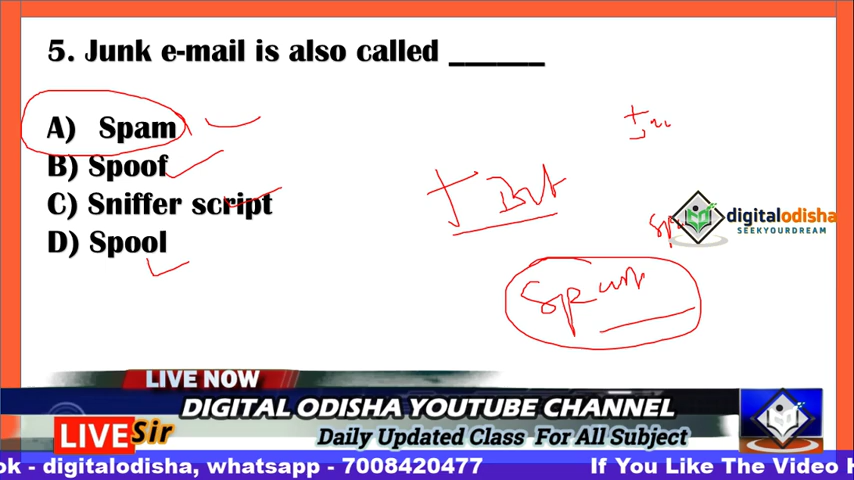 5. Junk e-mail is also called ______
A) Spam
B) Spoof
C) Sniffer script
D) Spool
digitalodisha
SEEKYOURDREAM
LIVE NOW
DIGITAL ODISHA YOUTUBE CHANNEL
LIVE Sir
Daily Updated Class For All Subject
ok - digitalodisha, whatsapp - 7008420477 If You Like The Video H